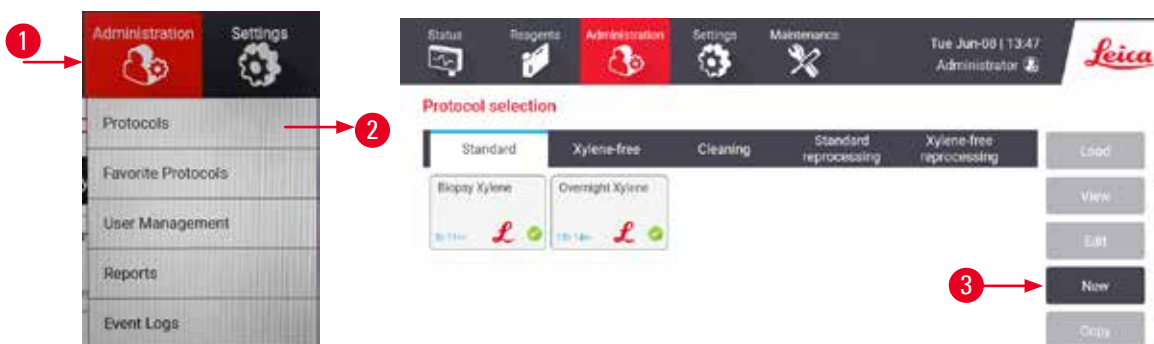 1
Administration
Settings
Protocols
2
Favorite Protocols
User Management
Reports
Event Logs
Status
Reagents
Administration
Settings
Maintenance
Tue Jun-08 | 13:47
Administrator
Leica
Protocol selection
Standard
Xylene-free
Cleaning
Standard
reprocessing
Xylene-free
reprocessing
Load
Biopsy Xylene
Overnight Xylene
View
L
L
Edit
3
New
Copy